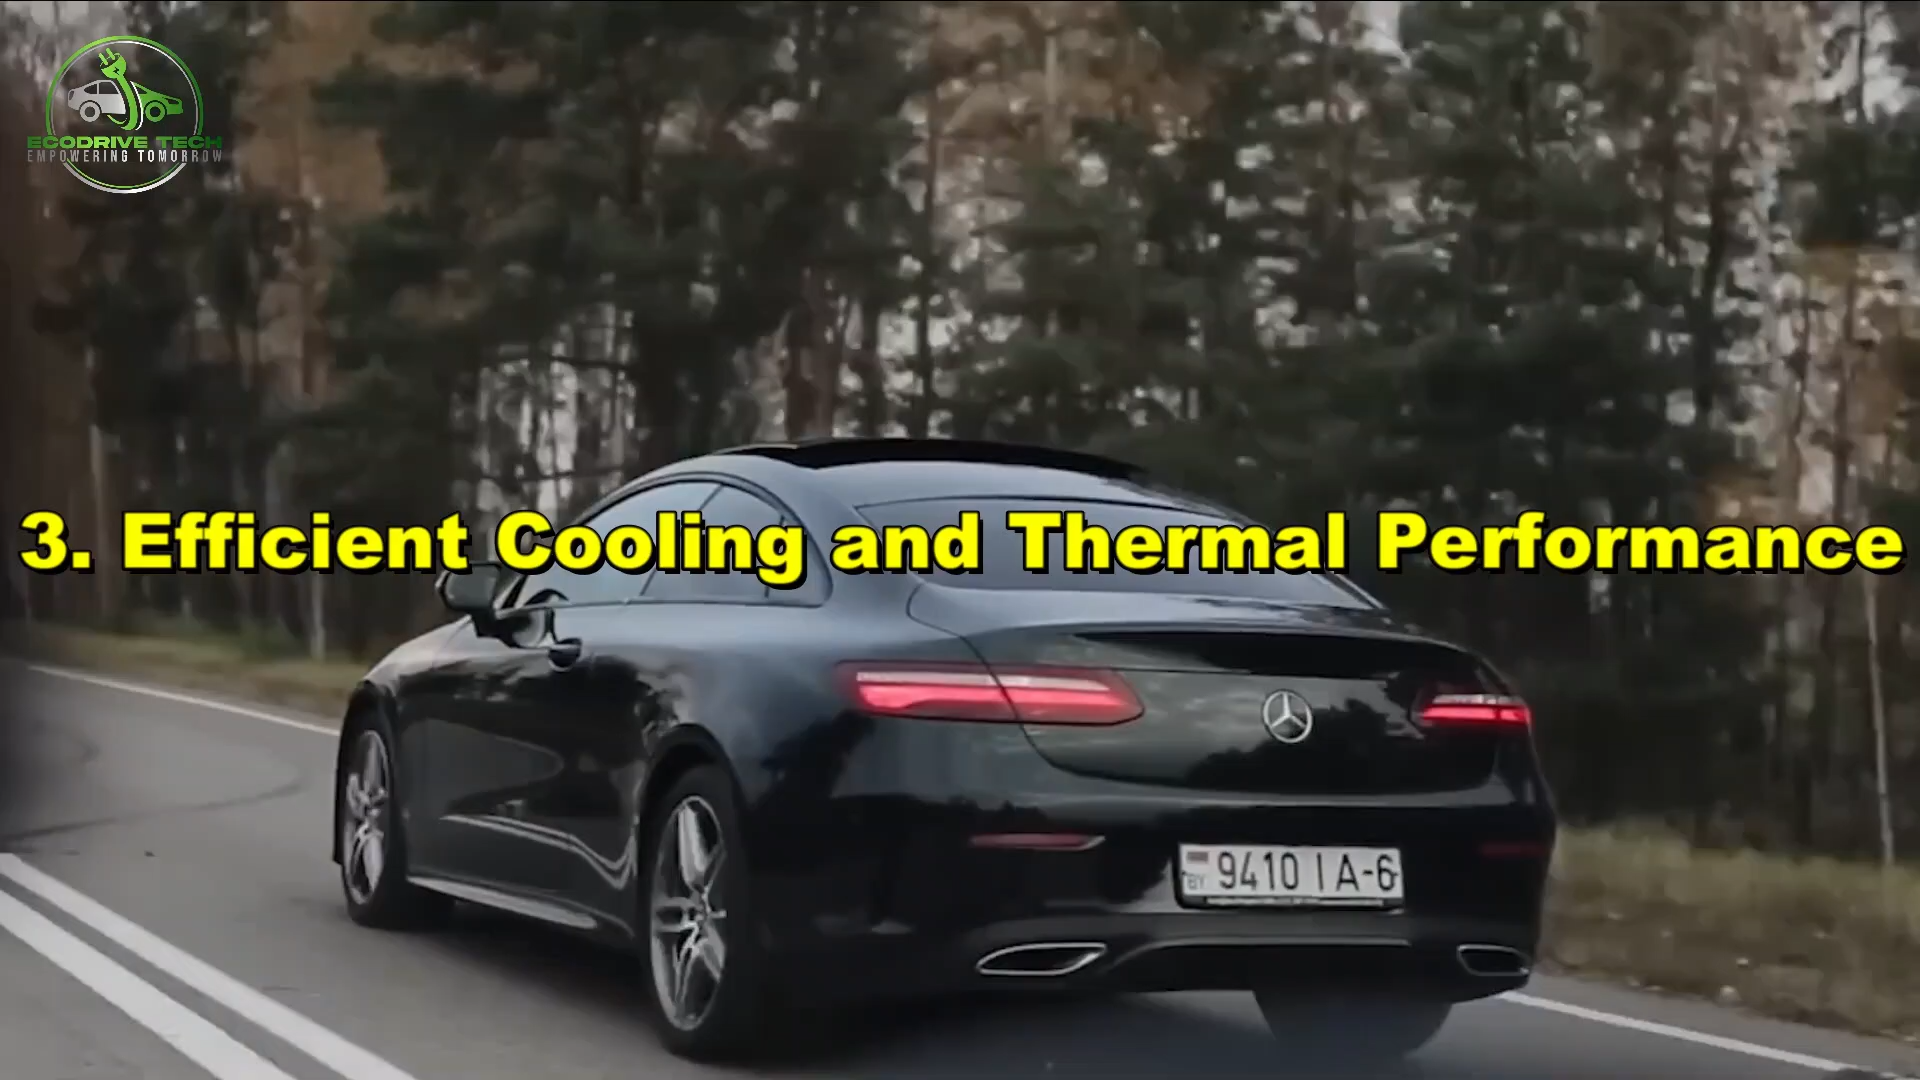 ECODRIVE TECH
EMPOWERING TOMORROW
3. Efficient Cooling and Thermal Performance
BY 9410 IA-6